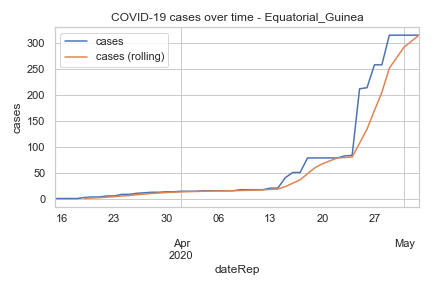 COVID-19 cases over time - Equatorial_Guinea
cases
cases (rolling)
300
250
200
150
100
50
0
cases
16 23 30 06 13 20 27
Apr May
2020
dateRep